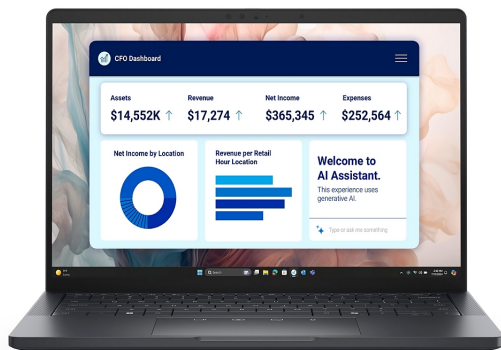 CFO Dashboard
Assets
$14,552K ↑
Revenue
$17,274 ↑
Net Income
$365,345 ↑
Expenses
$252,564 ↑
Net Income by Location
Revenue per Retail
Hour Location
Welcome to
AI Assistant.
This experience uses
generative AI.
Type or ask me something
Search